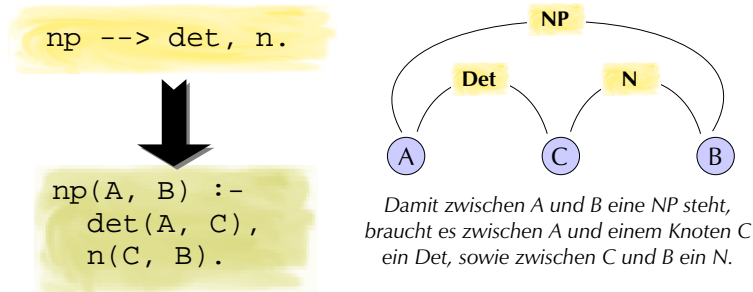 np --> det, n.
np(A, B) :-
det(A, C),
n(C, B).
NP
Det
N
A
C
B
Damit zwischen A und B eine NP steht,
braucht es zwischen A und einem Knoten C
ein Det, sowie zwischen C und B ein N.